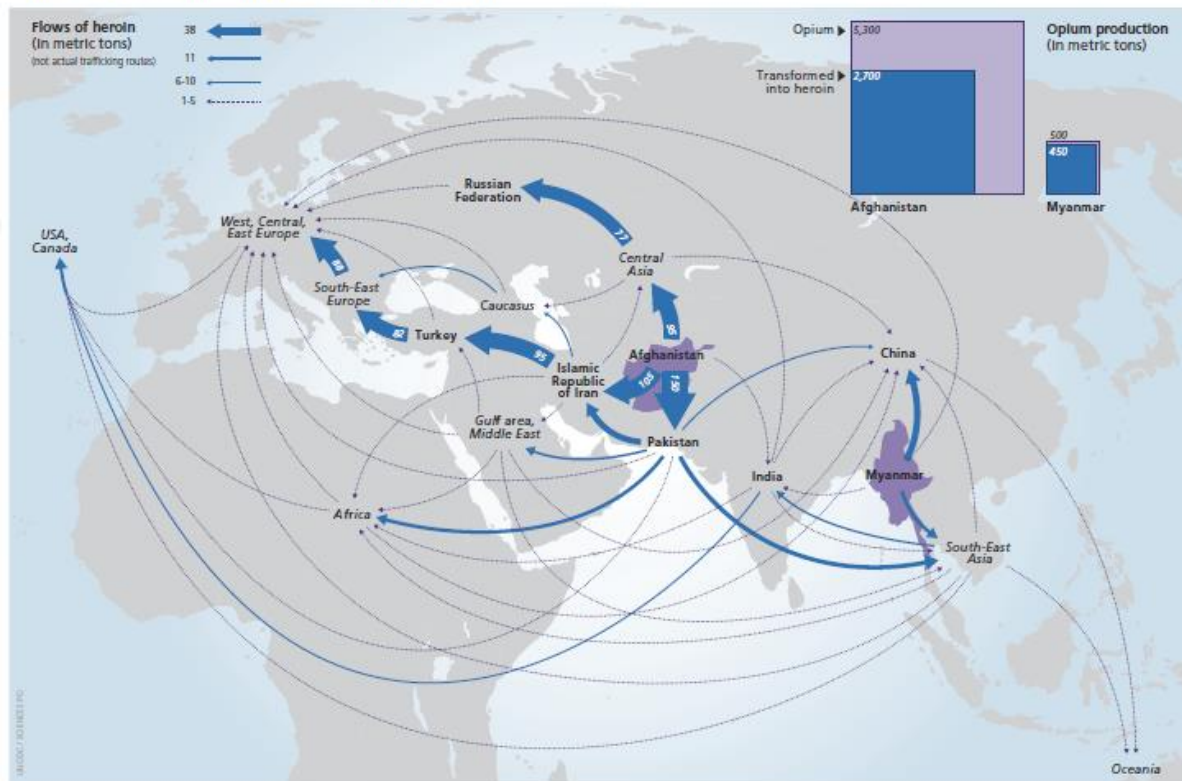 Flows of heroin
(in metric tons)
(not actual trafficking routes)
38
11
6-10
1-5
Opium
Transformed
into heroin
5,300
2,700
Afghanistan
Opium production
(in metric tons)
500
450
Myanmar
Russian
Federation
77
West, Central,
East Europe
USA,
Canada
88
South-East
Europe
Central
Asia
Caucasus
82
Turkey
95
Afghanistan
105
150
China
Islamic
Republic
of Iran
Gulf area,
Middle East
Pakistan
India
Myanmar
Africa
South-East
Asia
Oceania